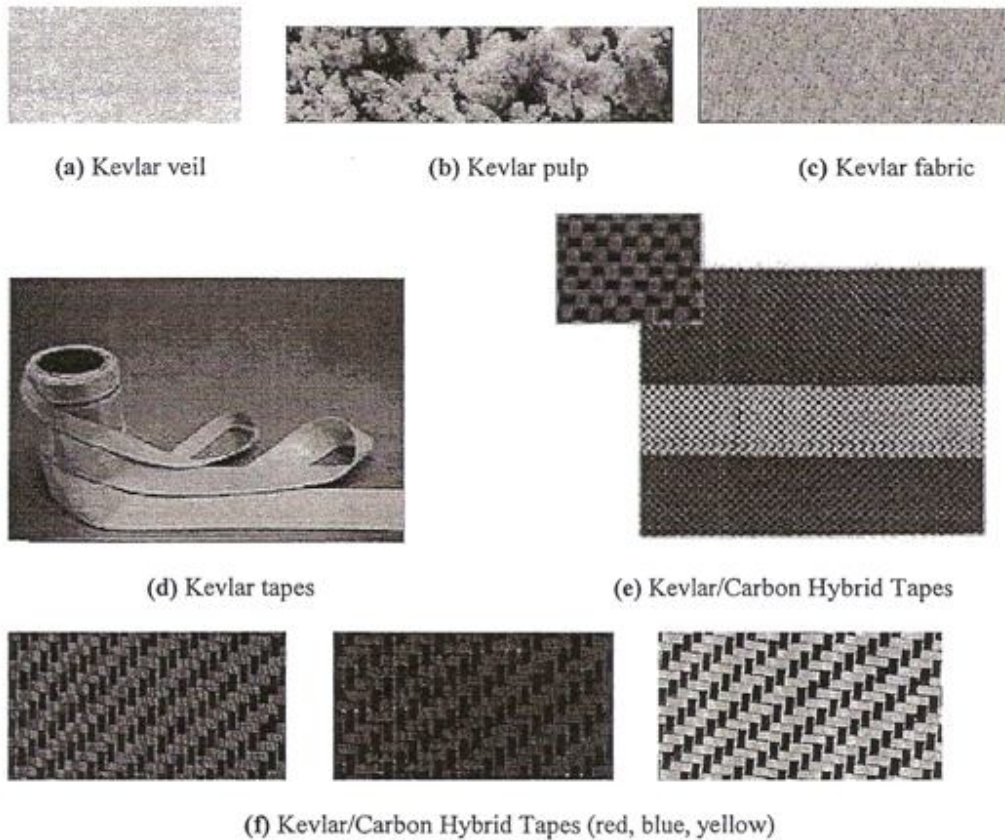 (a) Kevlar veil
(b) Kevlar pulp
(c) Kevlar fabric
(d) Kevlar tapes
(e) Kevlar/Carbon Hybrid Tapes
(f) Kevlar/Carbon Hybrid Tapes (red, blue, yellow)